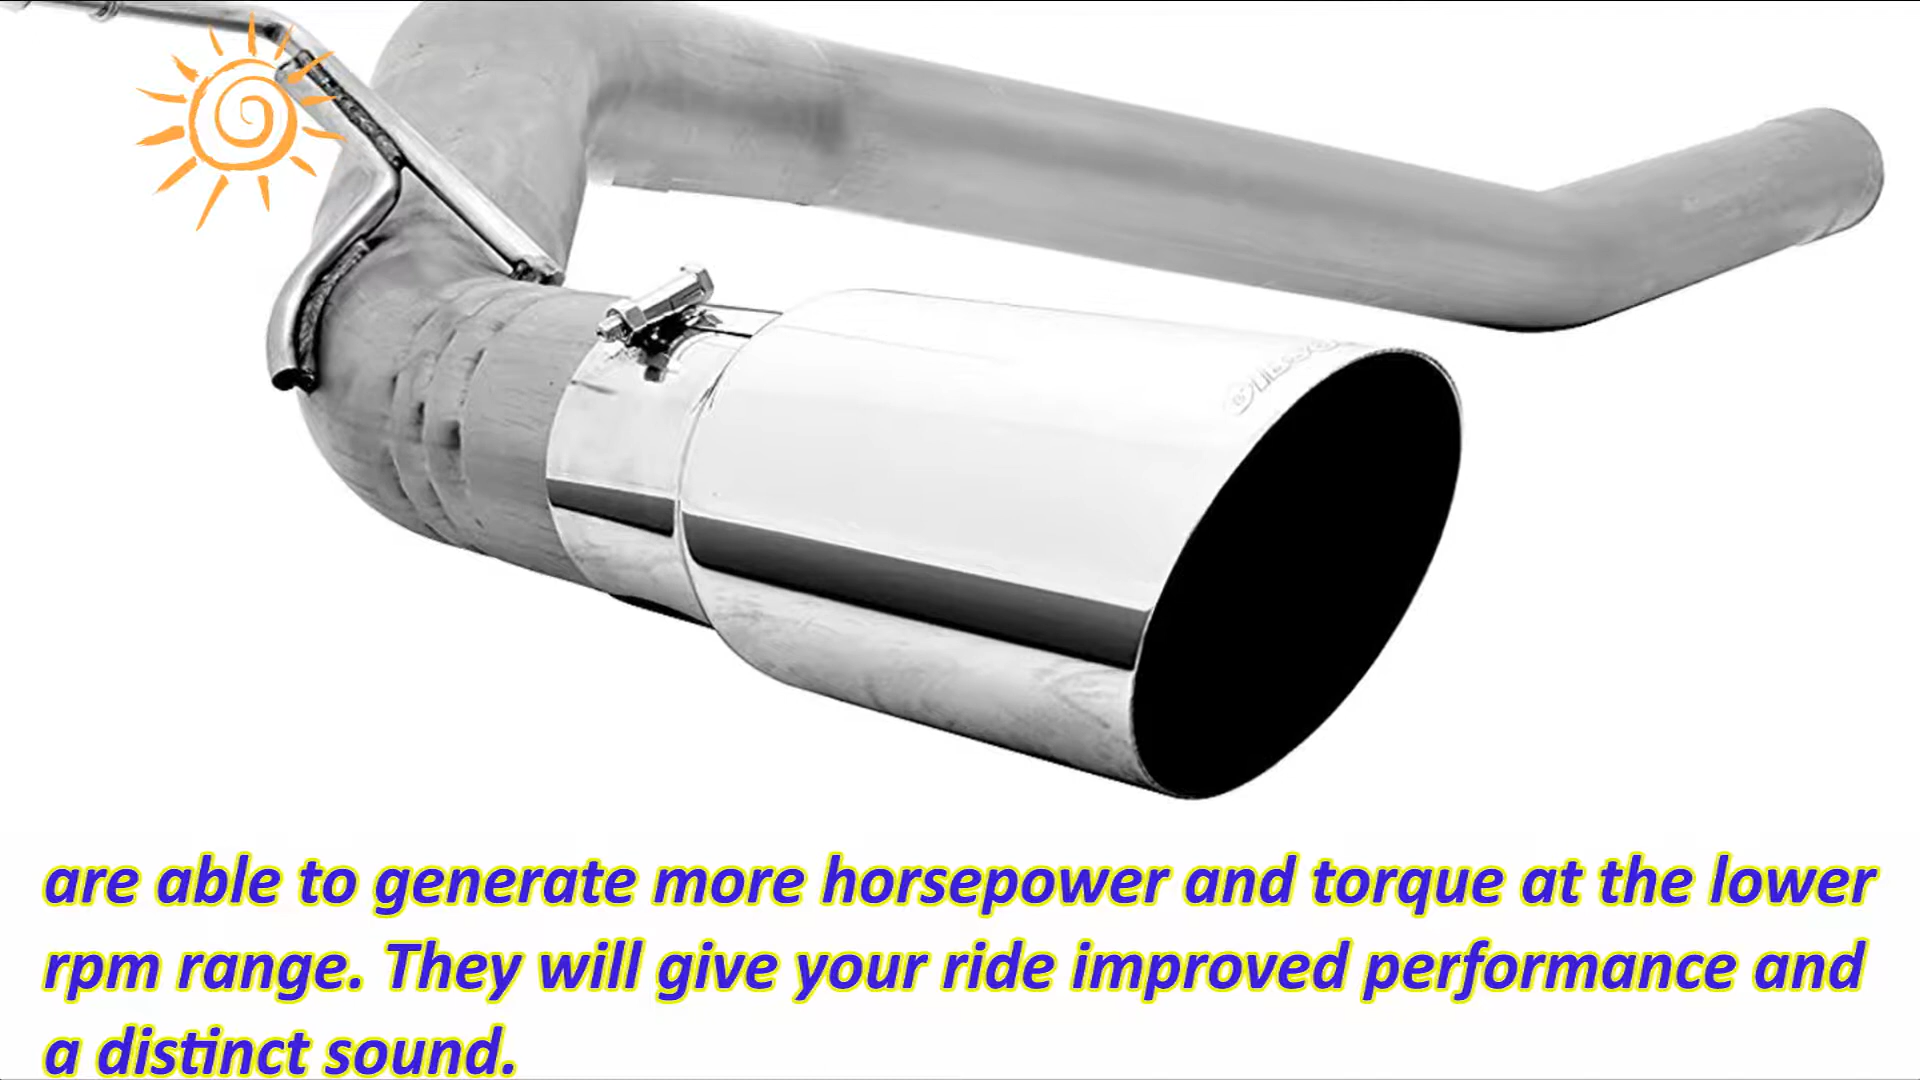 are able to generate more horsepower and torque at the lower
rpm range. They will give your ride improved performance and
a distinct sound.